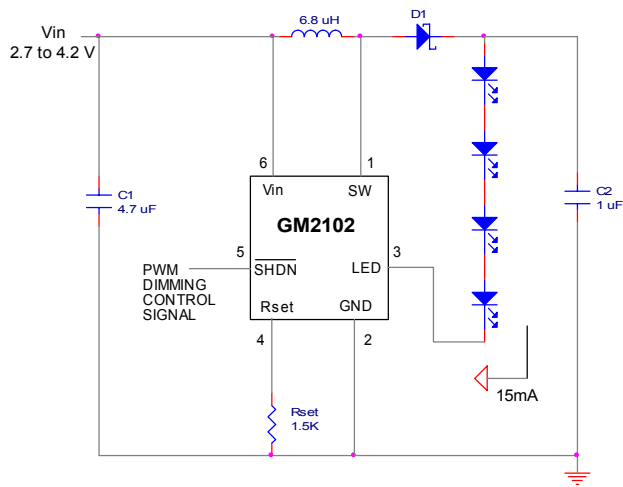 D1
6.8 uH
Vin
2.7 to 4.2 V
6
1
Vin
SW
C1
4.7 uF
C2
1 uF
GM2102
5
3
SHDN
LED
PWM
DIMMING
CONTROL
SIGNAL
Rset
GND
4
2
15mA
Rset
1.5K